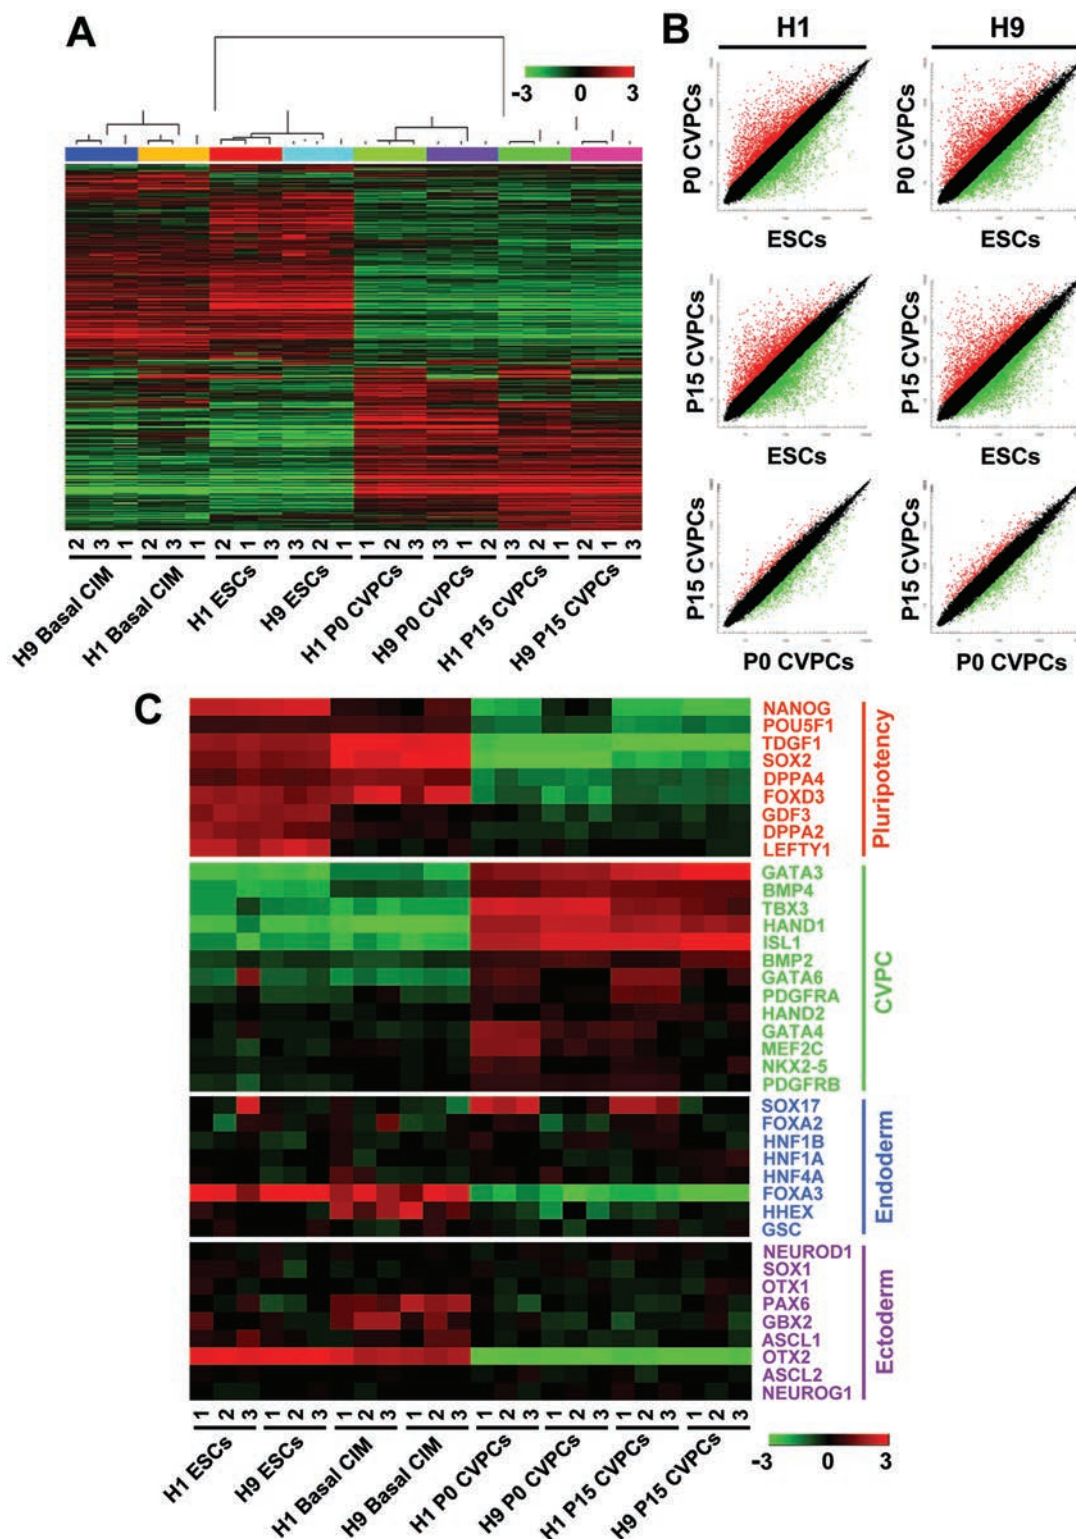 A
-3 0 3
2 3 1 2 3 1 2 1 3 3 2 1 3 1 2 3 1 2 3 2 1 2 1 3
H9 Basal CIM
H1 Basal CIM
H1 ESCs
H9 ESCs
H1 P0 CVPCs
H9 P0 CVPCs
H1 P15 CVPCs
H9 P15 CVPCs
B
H1 H9
P0 CVPCs P0 CVPCs
ESCs ESCs
P15 CVPCs P15 CVPCs
ESCs ESCs
P15 CVPCs P15 CVPCs
P0 CVPCs P0 CVPCs
C
NANOG
POU5F1
TDGF1
SOX2
DPPA4
FOXD3
GDF3
DPPA2
LEFTY1
Pluripotency
GATA3
BMP4
TBX3
HAND1
ISL1
BMP2
GATA6
PDGFRA
HAND2
GATA4
MEF2C
NKX2-5
PDGFRB
CVPC
SOX17
FOXA2
HNF1B
HNF1A
HNF4A
FOXA3
HHEX
GSC
Endoderm
NEUROD1
SOX1
OTX1
PAX6
GBX2
ASCL1
OTX2
ASCL2
NEUROG1
Ectoderm
1 2 3 1 2 3 1 2 3 1 2 3 1 2 3 1 2 3 1 2 3 1 2 3
H1 ESCs
H9 ESCs
H1 Basal CIM
H9 Basal CIM
H1 P0 CVPCs
H9 P0 CVPCs
H1 P15 CVPCs
H9 P15 CVPCs
-3 0 3